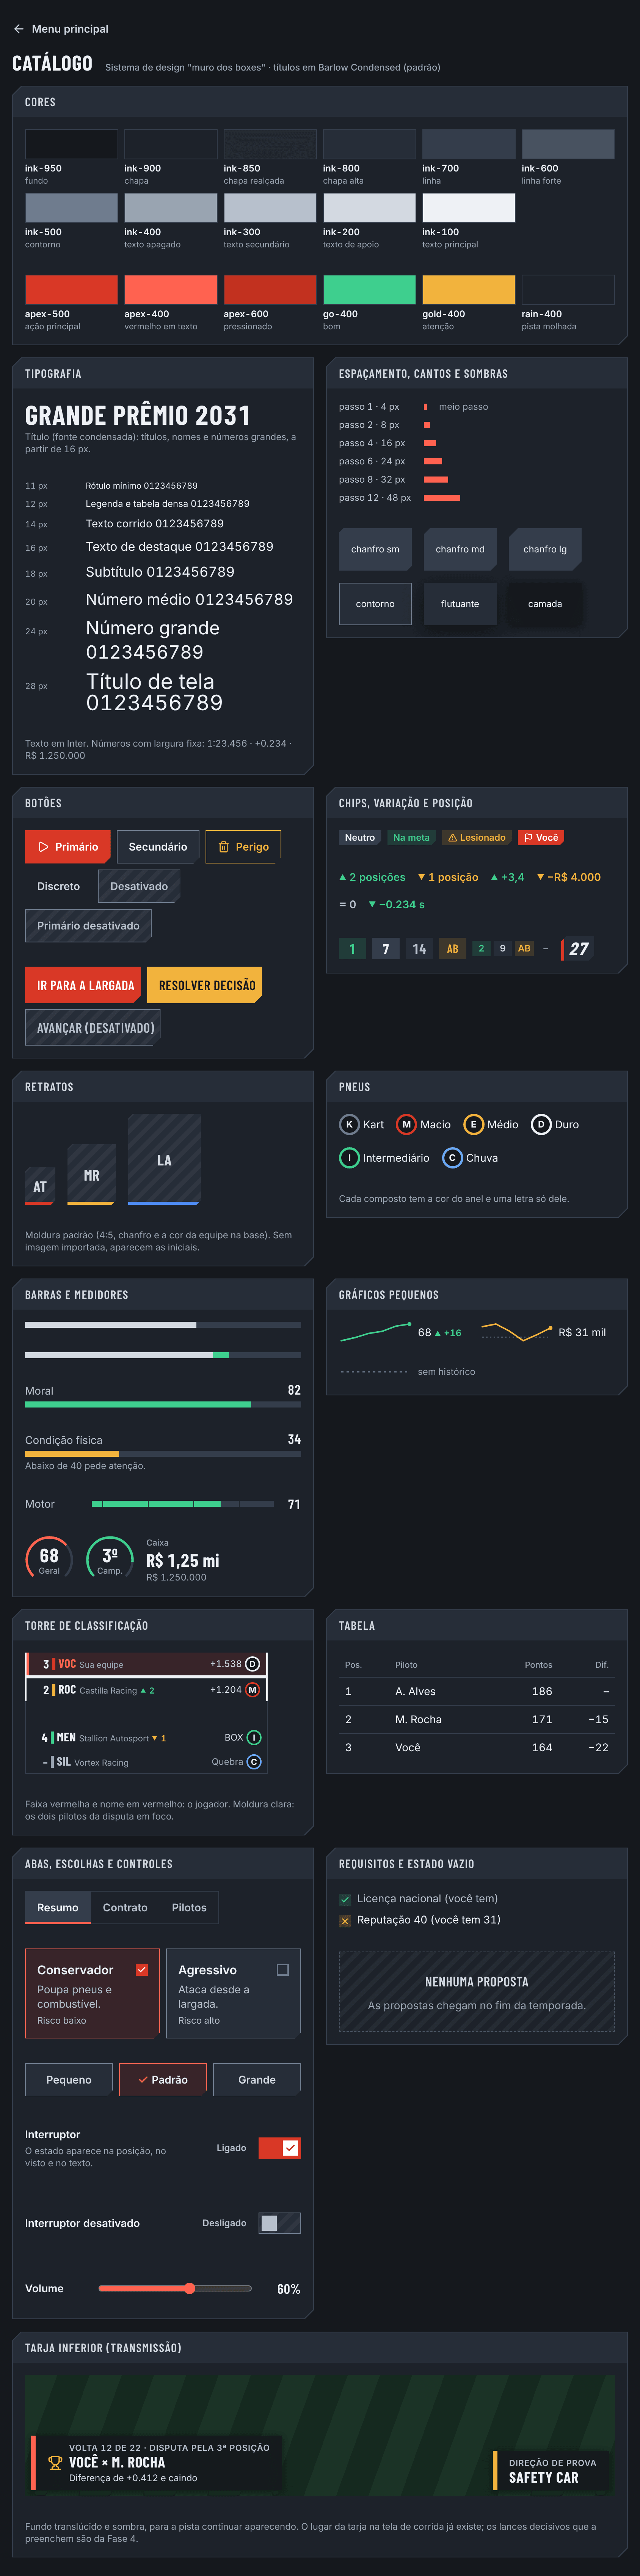 Menu principal
CATÁLOGO
Sistema de design "muro dos boxes" · títulos em Barlow Condensed (padrão)
CORES
ink-950 ink-900 ink-850 ink-800 ink-700 ink-600
fundo chapa chapa realçada chapa alta linha linha forte
ink-500 ink-400 ink-300 ink-200 ink-100
contorno texto apagado texto secundário texto de apoio texto principal
apex-500 apex-400 apex-600 go-400 gold-400 rain-400
ação principal vermelho em texto pressionado bom atenção pista molhada
TIPOGRAFIA
GRANDE PRÊMIO 2031
Título (fonte condensada): títulos, nomes e números grandes, a
partir de 16 px.
11 px Rótulo mínimo 0123456789
12 px Legenda e tabela densa 0123456789
14 px Texto corrido 0123456789
16 px Texto de destaque 0123456789
18 px Subtítulo 0123456789
20 px Número médio 0123456789
24 px Número grande
0123456789
28 px Título de tela
0123456789
Texto em Inter. Números com largura fixa: 1:23.456 · +0.234 ·
R$ 1.250.000
ESPAÇAMENTO, CANTOS E SOMBRAS
passo 1 · 4 px meio passo
passo 2 · 8 px
passo 4 · 16 px
passo 6 · 24 px
passo 8 · 32 px
passo 12 · 48 px
chanfro sm chanfro md chanfro lg
contorno flutuante camada
BOTÕES
Primário Secundário Perigo
Discreto Desativado
Primário desativado
IR PARA A LARGADA RESOLVER DECISÃO
AVANÇAR (DESATIVADO)
CHIPS, VARIAÇÃO E POSIÇÃO
Neutro Na meta Lesionado Você
▲ 2 posições ▼ 1 posição ▲ +3,4 ▼ −R$ 4.000
= 0 ▼ −0.234 s
1 7 14 AB 2 9 AB – 27
RETRATOS
AT MR LA
Moldura padrão (4:5, chanfro e a cor da equipe na base). Sem
imagem importada, aparecem as iniciais.
PNEUS
K Kart M Macio E Médio D Duro
I Intermediário C Chuva
Cada composto tem a cor do anel e uma letra só dele.
BARRAS E MEDIDORES
Moral 82
Condição física 34
Abaixo de 40 pede atenção.
Motor 71
68 Geral
3º Camp.
Caixa
R$ 1,25 mi
R$ 1.250.000
GRÁFICOS PEQUENOS
68 ▲ +16 R$ 31 mil
sem histórico
TORRE DE CLASSIFICAÇÃO
3 VOC Sua equipe +1.538 D
2 ROC Castilla Racing ▲ 2 +1.204 M
4 MEN Stallion Autosport ▼ 1 BOX I
– SIL Vortex Racing Quebra C
Faixa vermelha e nome em vermelho: o jogador. Moldura clara:
os dois pilotos da disputa em foco.
TABELA
Pos. Piloto Pontos Dif.
1 A. Alves 186 –
2 M. Rocha 171 −15
3 Você 164 −22
ABAS, ESCOLHAS E CONTROLES
Resumo Contrato Pilotos
Conservador
Poupa pneus e
combustível.
Risco baixo
Agressivo
Ataca desde a
largada.
Risco alto
Pequeno Padrão Grande
Interruptor
O estado aparece na posição, no
visto e no texto.
Ligado
Interruptor desativado Desligado
Volume 60%
REQUISITOS E ESTADO VAZIO
Licença nacional (você tem)
Reputação 40 (você tem 31)
NENHUMA PROPOSTA
As propostas chegam no fim da temporada.
TARJA INFERIOR (TRANSMISSÃO)
VOLTA 12 DE 22 · DISPUTA PELA 3ª POSIÇÃO
VOCÊ × M. ROCHA
Diferença de +0.412 e caindo
DIREÇÃO DE PROVA
SAFETY CAR
Fundo translúcido e sombra, para a pista continuar aparecendo. O lugar da tarja na tela de corrida já existe; os lances decisivos que a
preenchem são da Fase 4.